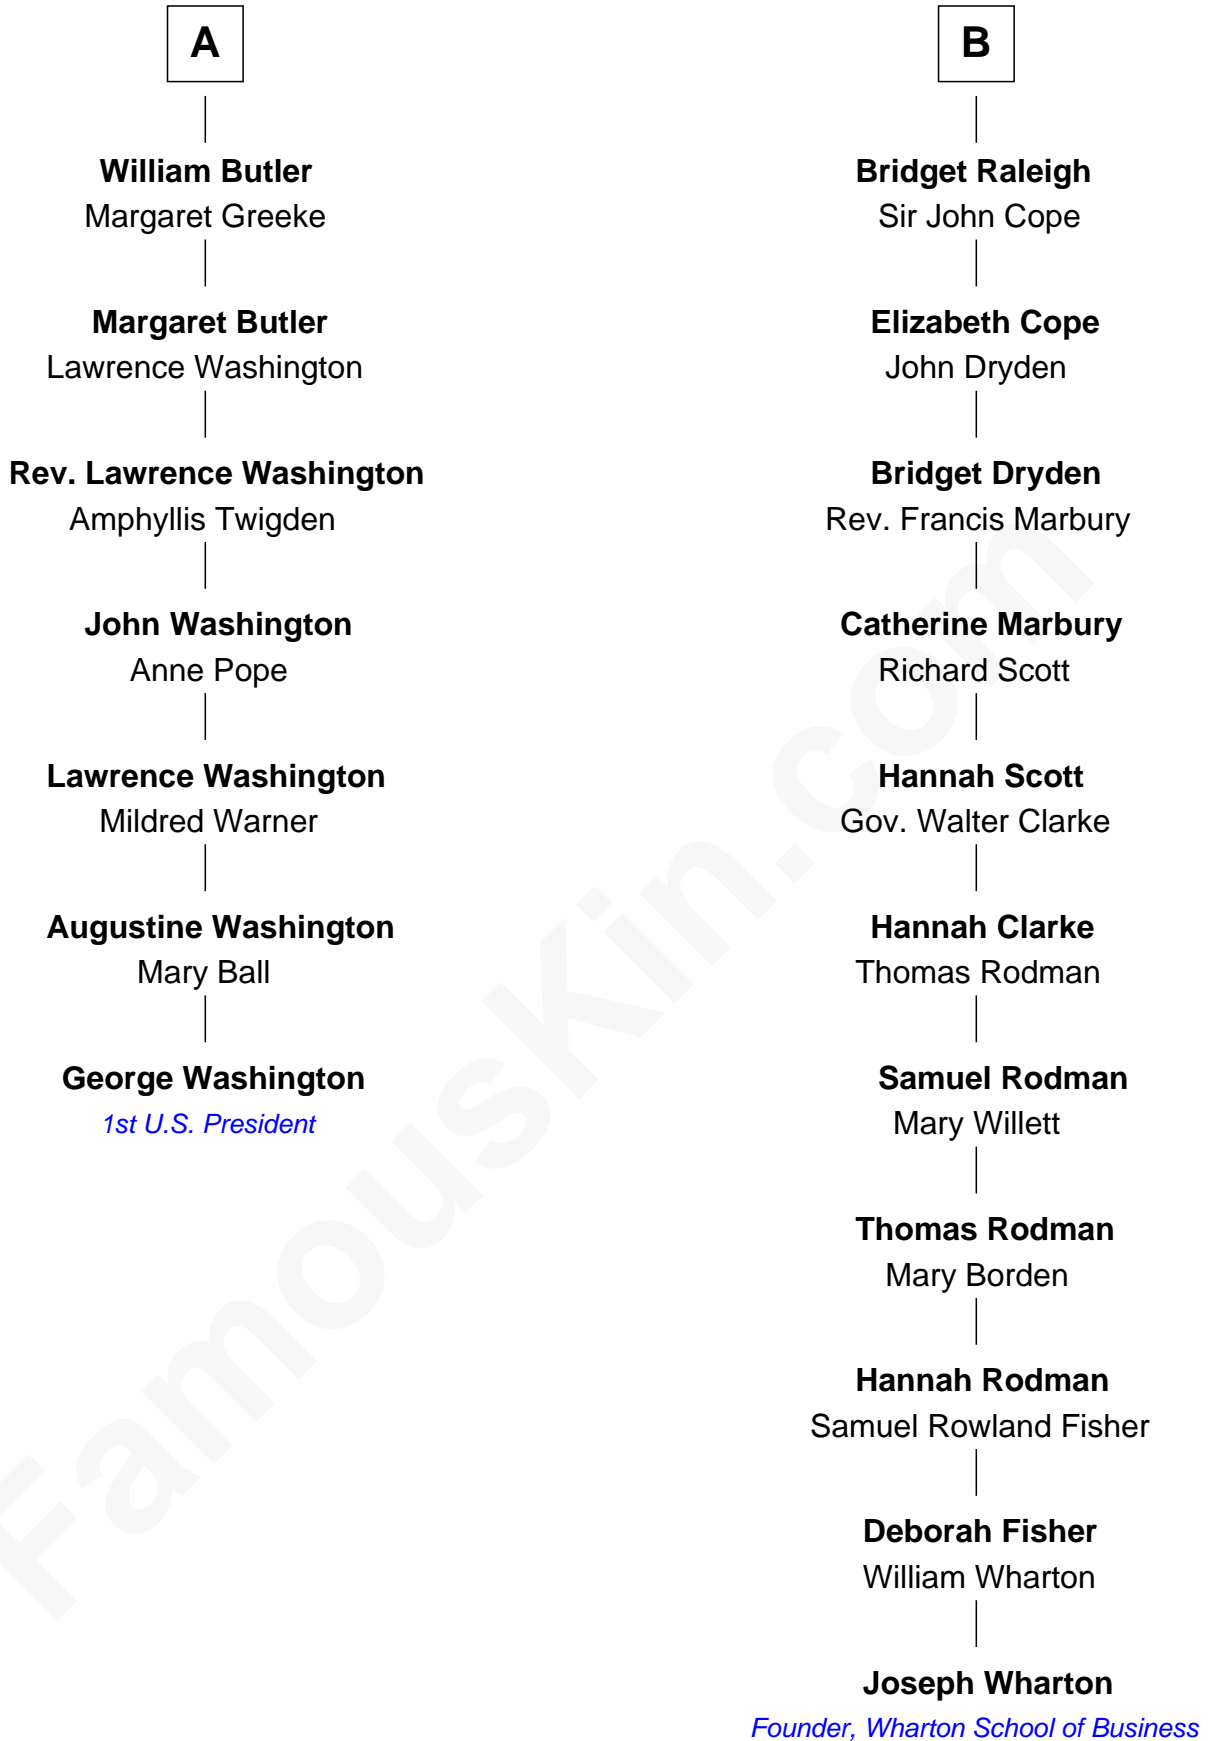 A
William Butler
Margaret Greeke
Margaret Butler
Lawrence Washington
Rev. Lawrence Washington
Amphyllis Twigden
John Washington
Anne Pope
Lawrence Washington
Mildred Warner
Augustine Washington
Mary Ball
George Washington
1st U.S. President
B
Bridget Raleigh
Sir John Cope
Elizabeth Cope
John Dryden
Bridget Dryden
Rev. Francis Marbury
Catherine Marbury
Richard Scott
Hannah Scott
Gov. Walter Clarke
Hannah Clarke
Thomas Rodman
Samuel Rodman
Mary Willett
Thomas Rodman
Mary Borden
Hannah Rodman
Samuel Rowland Fisher
Deborah Fisher
William Wharton
Joseph Wharton
Founder, Wharton School of Business
FamousKin.com